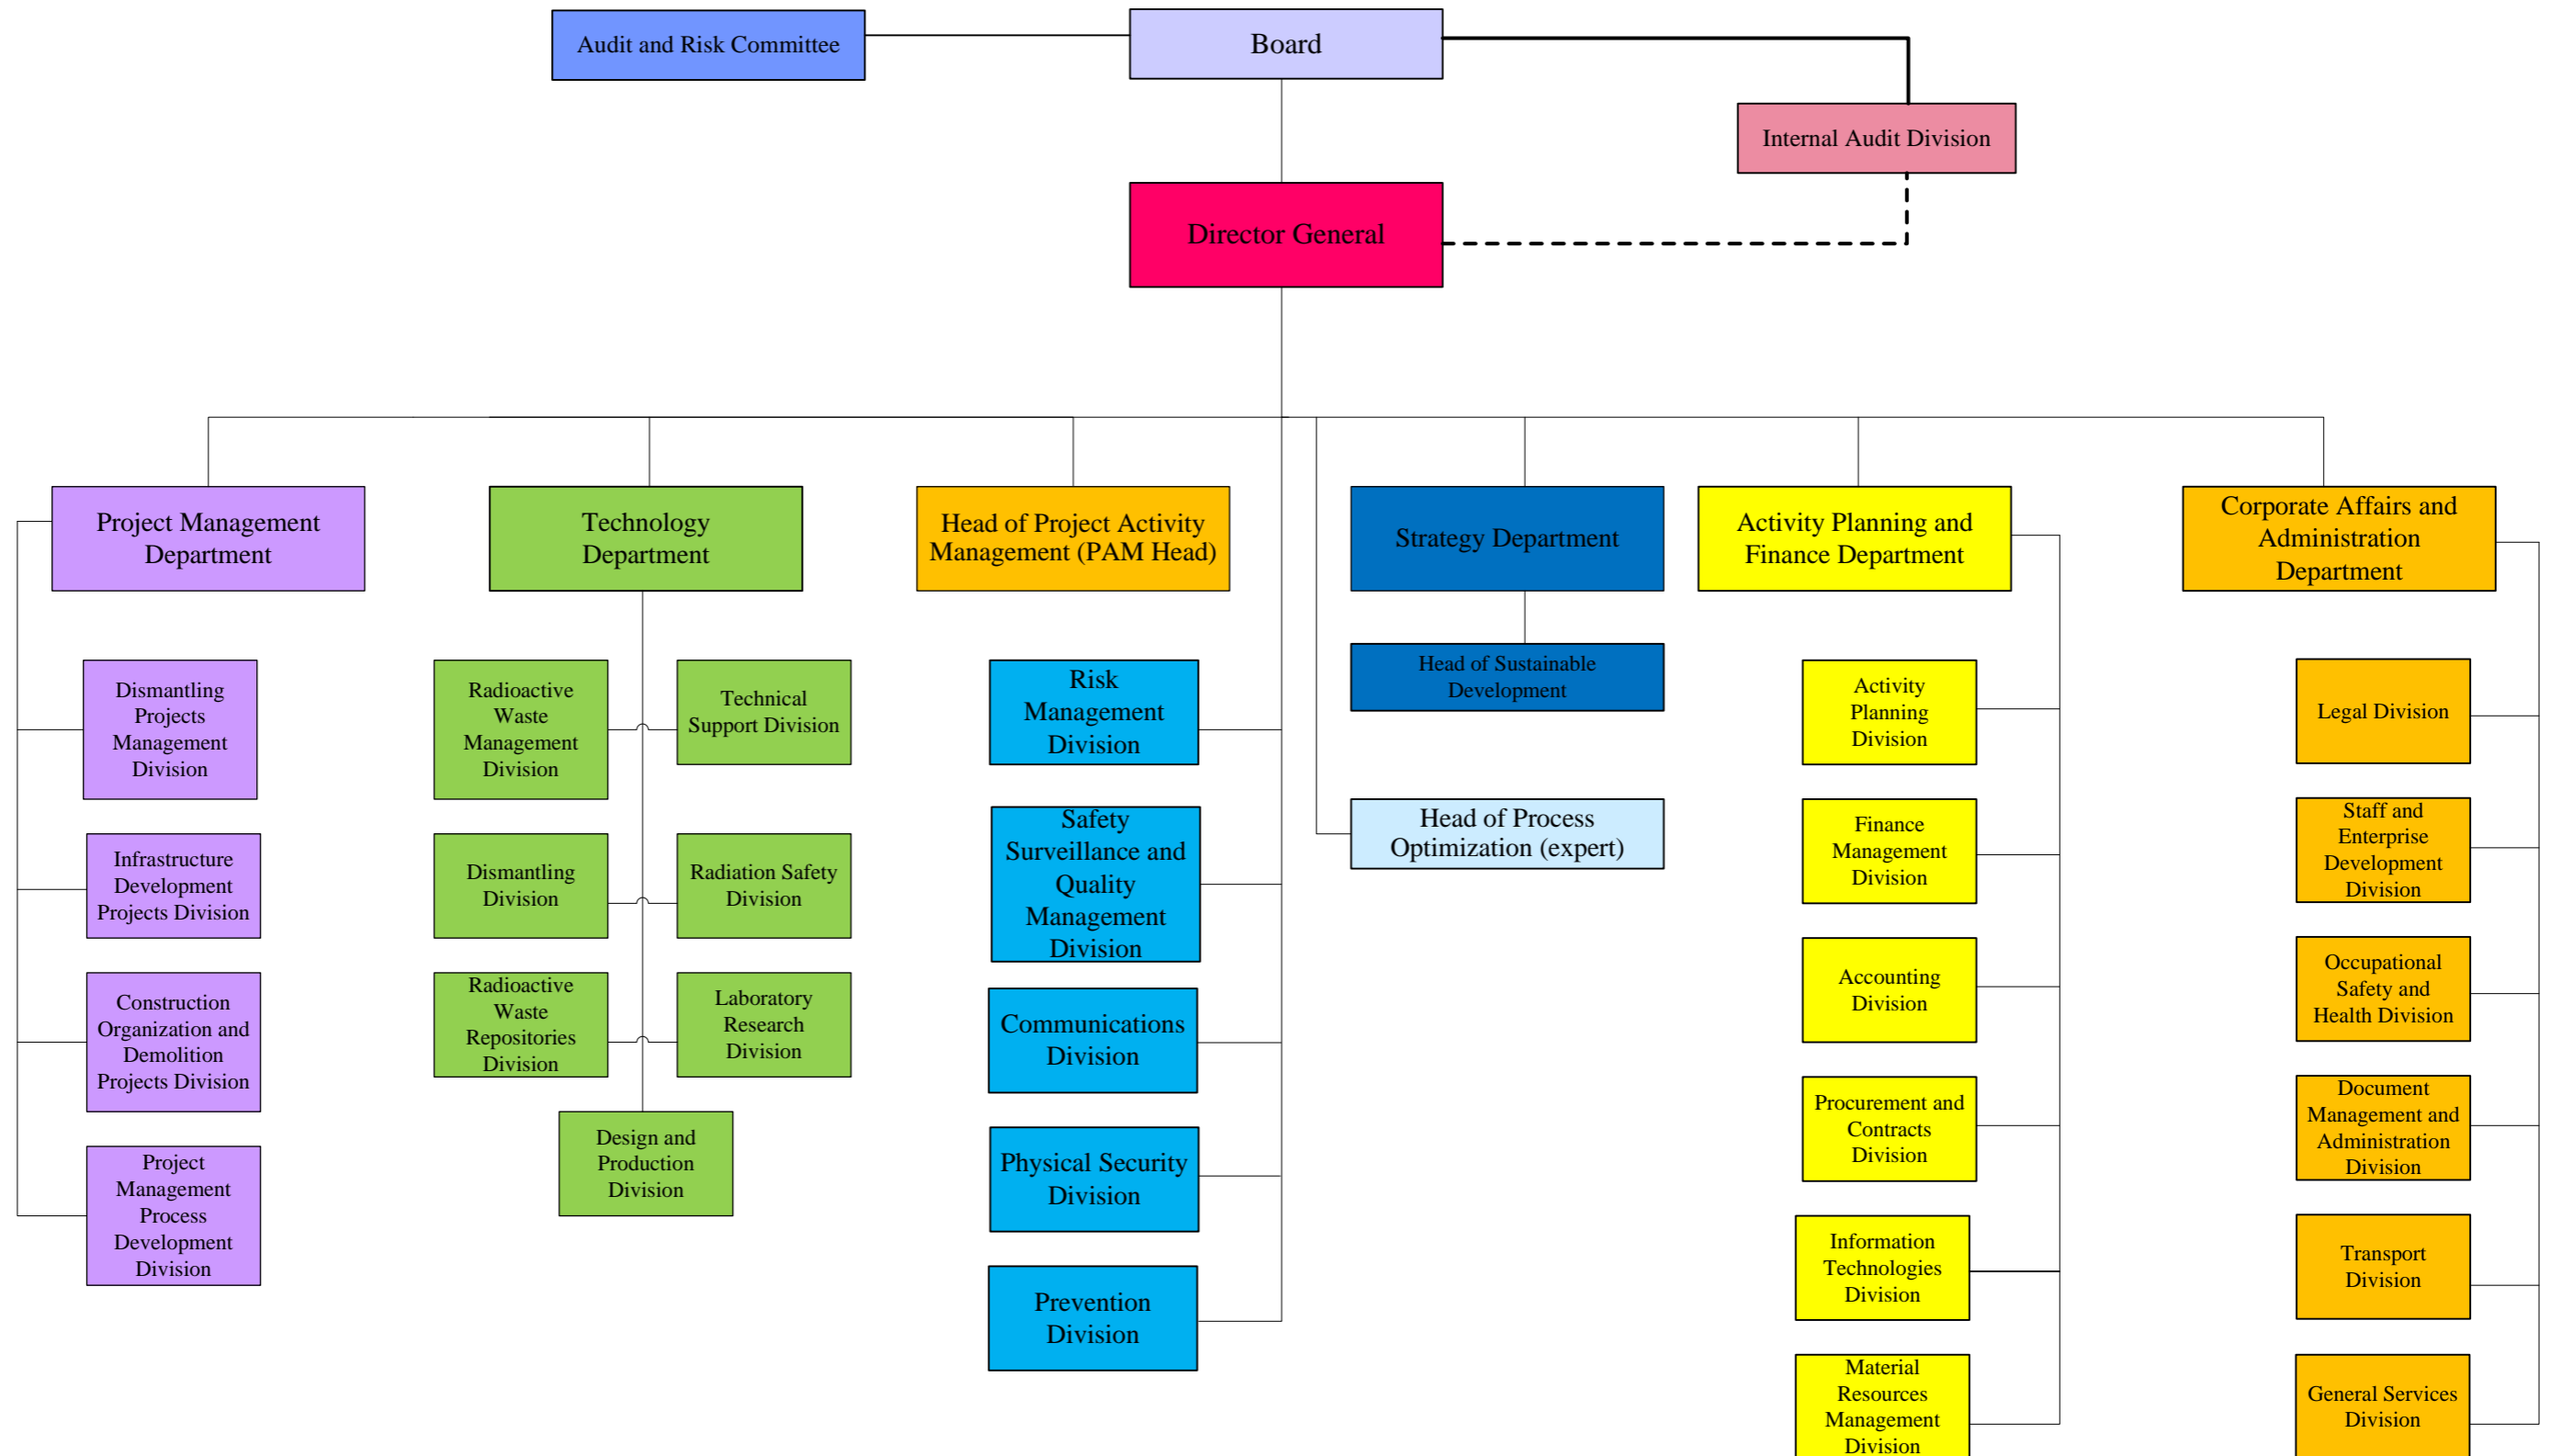 Audit and Risk Committee
Board
Internal Audit Division
Director General
Project Management
Department
Technology
Department
Head of Project Activity
Management (PAM Head)
Strategy Department
Activity Planning and
Finance Department
Corporate Affairs and
Administration
Department
Dismantling
Projects
Management
Division
Infrastructure
Development
Projects Division
Construction
Organization and
Demolition
Projects Division
Project
Management
Process
Development
Division
Radioactive
Waste
Management
Division
Technical
Support Division
Dismantling
Division
Radiation Safety
Division
Radioactive
Waste
Repositories
Division
Laboratory
Research
Division
Design and
Production
Division
Risk
Management
Division
Safety
Surveillance and
Quality
Management
Division
Communications
Division
Physical Security
Division
Prevention
Division
Head of Sustainable
Development
Head of Process
Optimization (expert)
Activity
Planning
Division
Finance
Management
Division
Accounting
Division
Procurement and
Contracts
Division
Information
Technologies
Division
Material
Resources
Management
Division
Legal Division
Staff and
Enterprise
Development
Division
Occupational
Safety and
Health Division
Document
Management and
Administration
Division
Transport
Division
General Services
Division